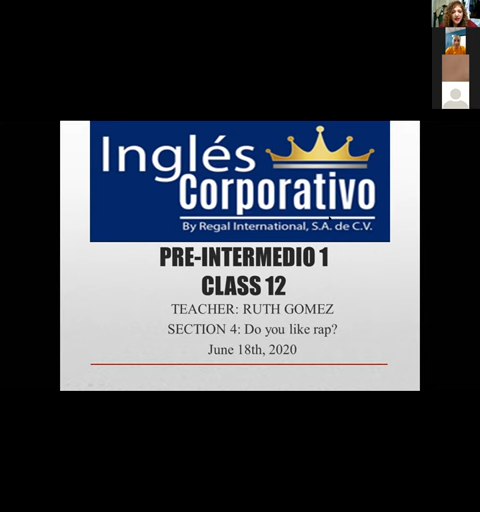 Inglés
Corporativo
By Regal International, S.A. de C.V.
PRE-INTERMEDIO 1
CLASS 12
TEACHER: RUTH GOMEZ
SECTION 4: Do you like rap?
June 18th, 2020